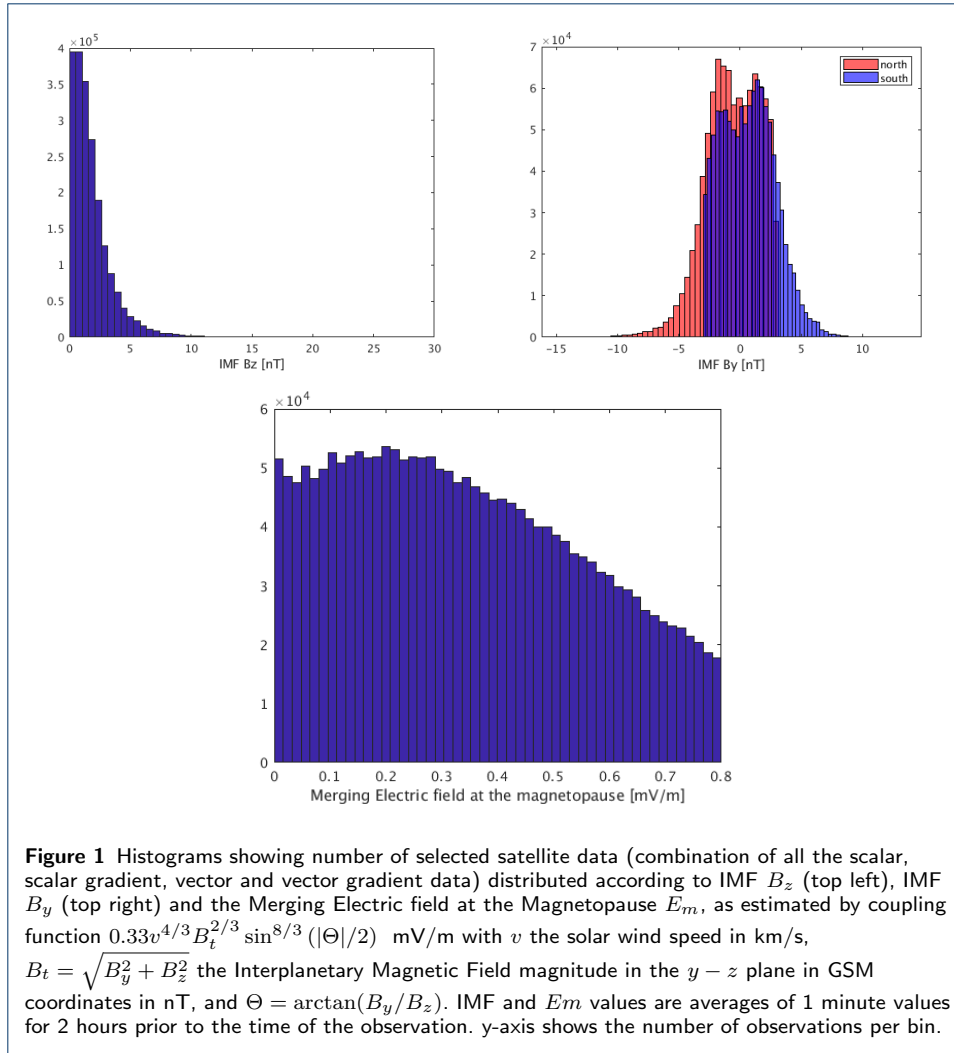 ×10^5
4
3.5
3
2.5
2
1.5
1
0.5
0
0 5 10 15 20 25 30
IMF Bz [nT]
×10^4
7
6
5
4
3
2
1
0
−15 −10 −5 0 5 10
IMF By [nT]
north
south
×10^4
6
5
4
3
2
1
0
0 0.1 0.2 0.3 0.4 0.5 0.6 0.7 0.8
Merging Electric field at the magnetopause [mV/m]
Figure 1 Histograms showing number of selected satellite data (combination of all the scalar,
scalar gradient, vector and vector gradient data) distributed according to IMF $B_z$ (top left), IMF
$B_y$ (top right) and the Merging Electric field at the Magnetopause $E_m$, as estimated by coupling
function $0.33v^{4/3}B_t^{2/3}\sin^{8/3}(|\Theta|/2)$ mV/m with $v$ the solar wind speed in km/s,
$B_t = \sqrt{B_y^2 + B_z^2}$ the Interplanetary Magnetic Field magnitude in the $y - z$ plane in GSM
coordinates in nT, and $\Theta = \arctan(B_y/B_z)$. IMF and $Em$ values are averages of 1 minute values
for 2 hours prior to the time of the observation. y-axis shows the number of observations per bin.